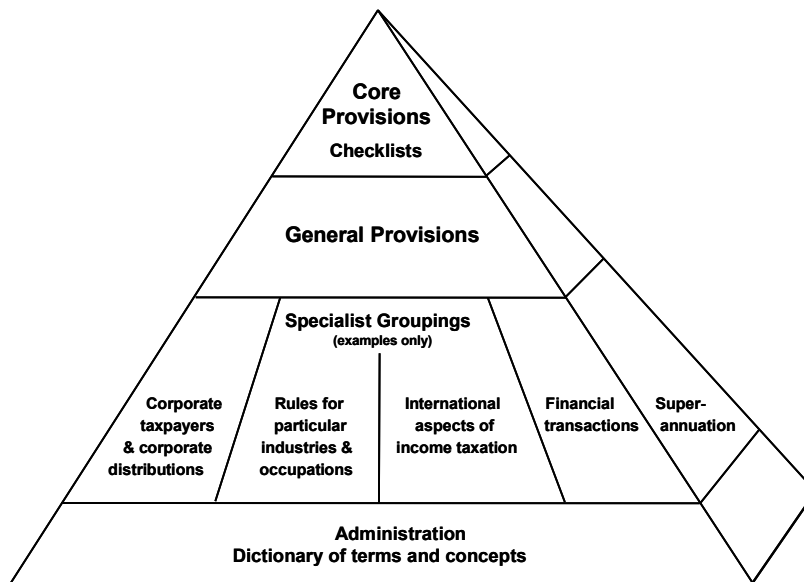 Core
Provisions
Checklists
General Provisions
Specialist Groupings
(examples only)
Corporate
taxpayers
& corporate
distributions
Rules for
particular
industries &
occupations
International
aspects of
income taxation
Financial
transactions
Super-
annuation
Administration
Dictionary of terms and concepts